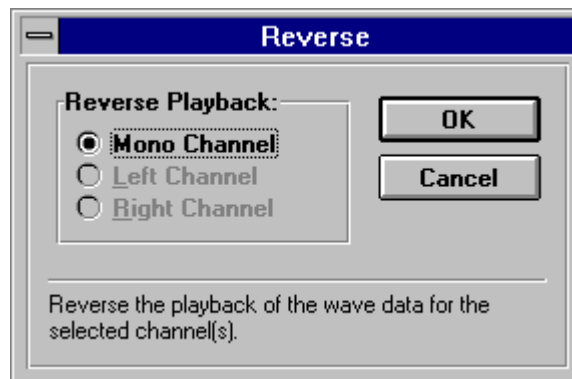 Reverse
Reverse Playback:
Mono Channel
Left Channel
Right Channel
OK
Cancel
Reverse the playback of the wave data for the
selected channel(s).